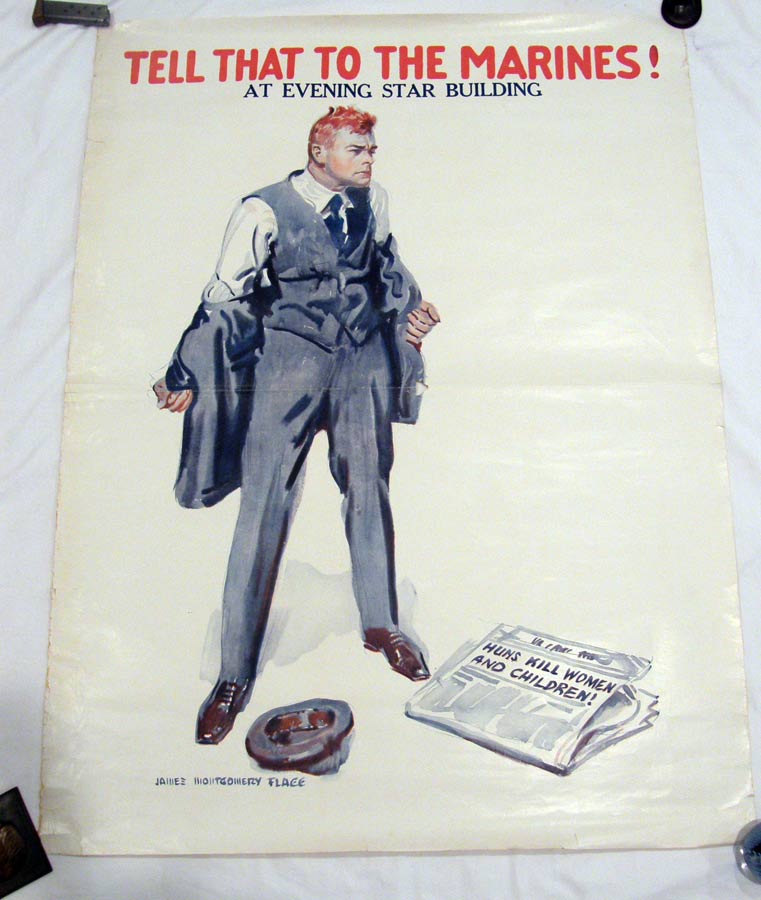 TELL THAT TO THE MARINES!
AT EVENING STAR BUILDING
HUNS KILL WOMEN
AND CHILDREN!
JAMES MONTGOMERY FLAGG